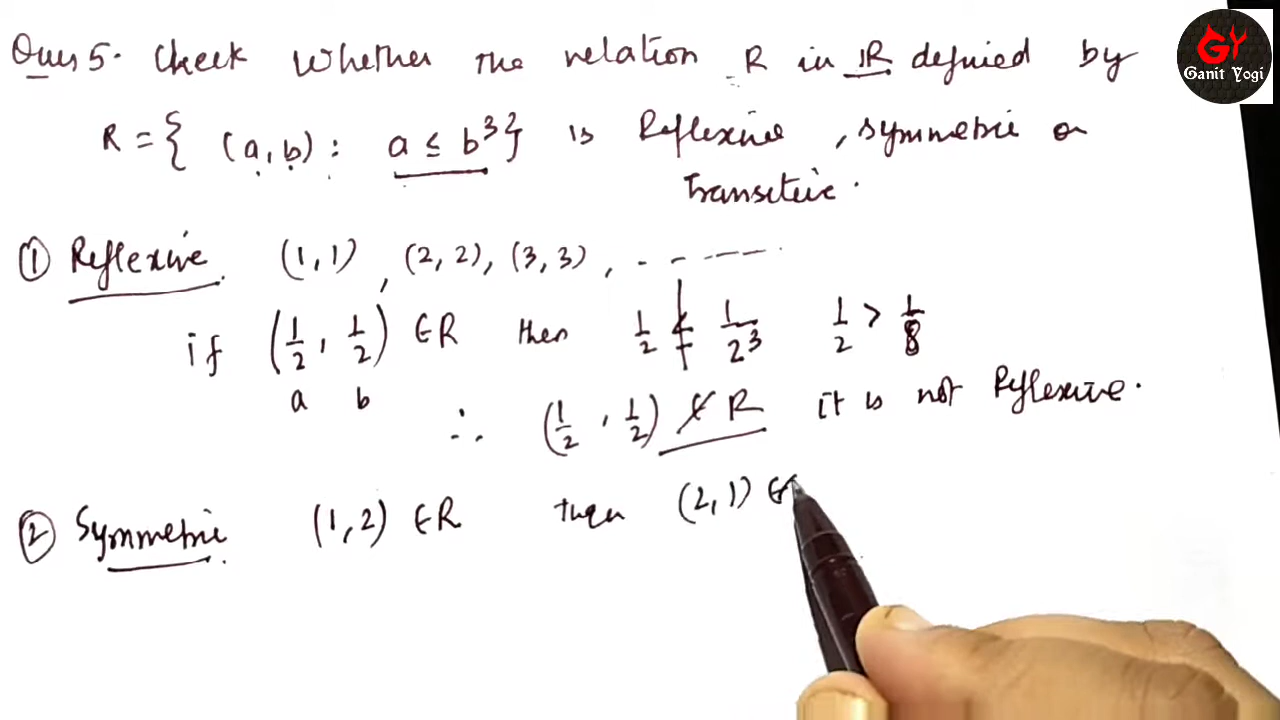 Ques 5. Check Whether the relation R in ℝ defined by
R = { (a, b) : a ≤ b³} is Reflexive, symmetric or
Transitive.
① Reflexive (1, 1), (2, 2), (3, 3), - - - - - -
if (1/2, 1/2) ∈ R then 1/2 ≰ 1/2³ 1/2 > 1/8
a b
∴ (1/2, 1/2) ∉ R it is not Reflexive.
② Symmetric (1, 2) ∈ R then (2, 1) ∈
GY
Ganit Yogi